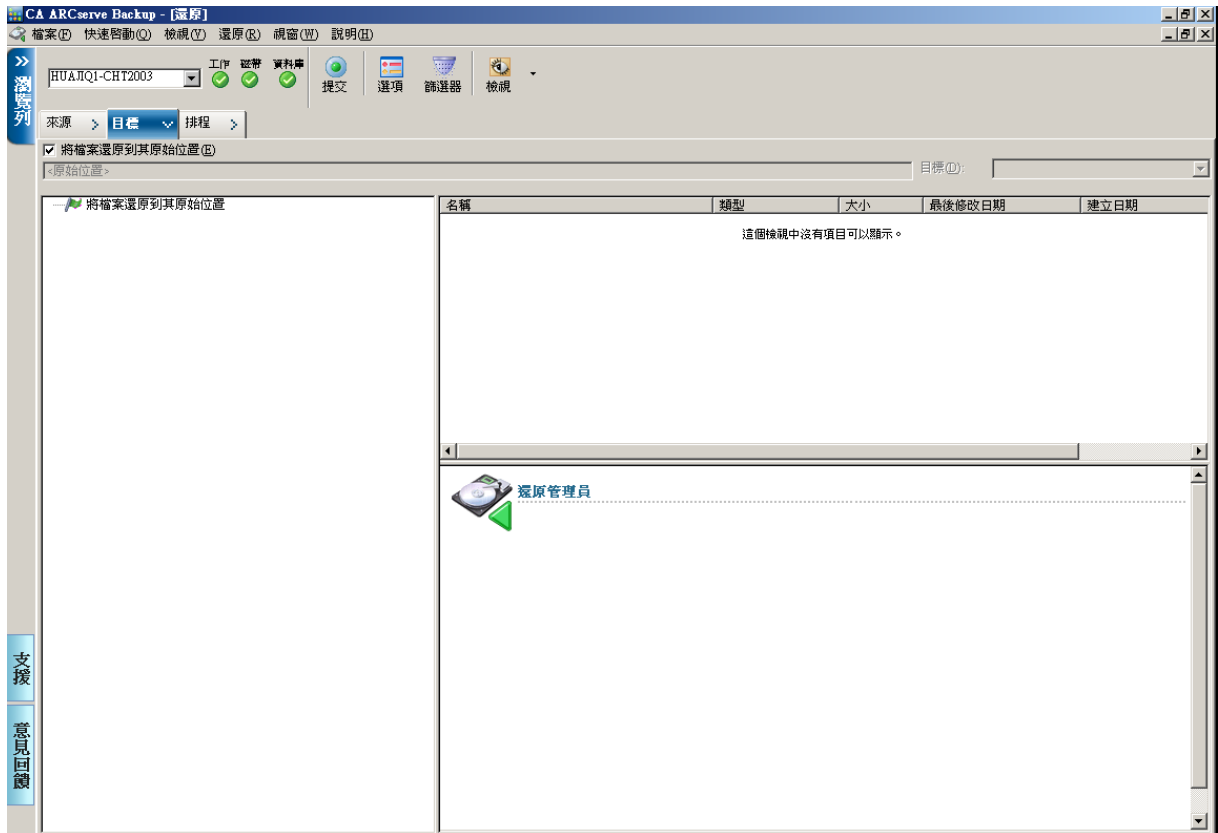 CA ARCserve Backup - [還原]
檔案(F) 快速啓動(Q) 檢視(V) 還原(R) 視窗(W) 說明(H)
瀏覽列
HUAJIQ1-CHT2003
工作 磁帶 資料庫
提交 選項 篩選器 檢視
來源 目標 排程
將檔案還原到其原始位置(E)
<原始位置>
目標(D):
將檔案還原到其原始位置
名稱 類型 大小 最後修改日期 建立日期
這個檢視中沒有項目可以顯示。
還原管理員
支援
意見回饋